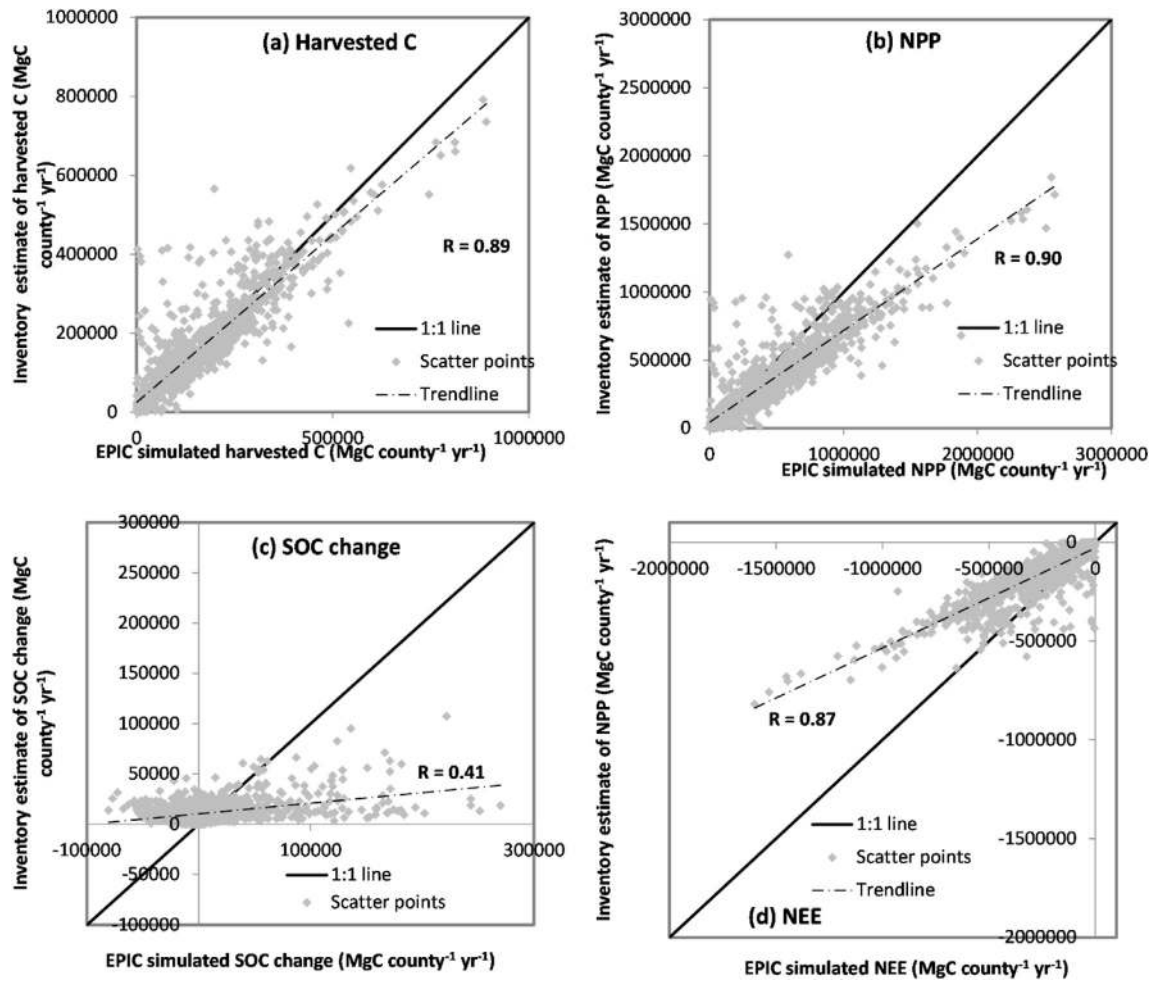 (a) Harvested C
Inventory estimate of harvested C (MgC
county⁻¹ yr⁻¹)
1000000
800000
600000
400000
200000
0
R = 0.89
1:1 line
Scatter points
Trendline
0
500000
1000000
EPIC simulated harvested C (MgC county⁻¹ yr⁻¹)
(b) NPP
Inventory estimate of NPP (MgC county⁻¹ yr⁻¹)
3000000
2500000
2000000
1500000
1000000
500000
0
R = 0.90
1:1 line
Scatter points
Trendline
0
1000000
2000000
3000000
EPIC simulated NPP (MgC county⁻¹ yr⁻¹)
(c) SOC change
Inventory estimate of SOC change (MgC
county⁻¹ yr⁻¹)
300000
250000
200000
150000
100000
50000
0
-50000
-100000
R = 0.41
-100000
100000
300000
1:1 line
Scatter points
EPIC simulated SOC change (MgC county⁻¹ yr⁻¹)
Inventory estimate of NPP (MgC county⁻¹ yr⁻¹)
0
-2000000
-1500000
-1000000
-500000
0
-500000
-1000000
-1500000
-2000000
R = 0.87
1:1 line
Scatter points
Trendline
(d) NEE
EPIC simulated NEE (MgC county⁻¹ yr⁻¹)